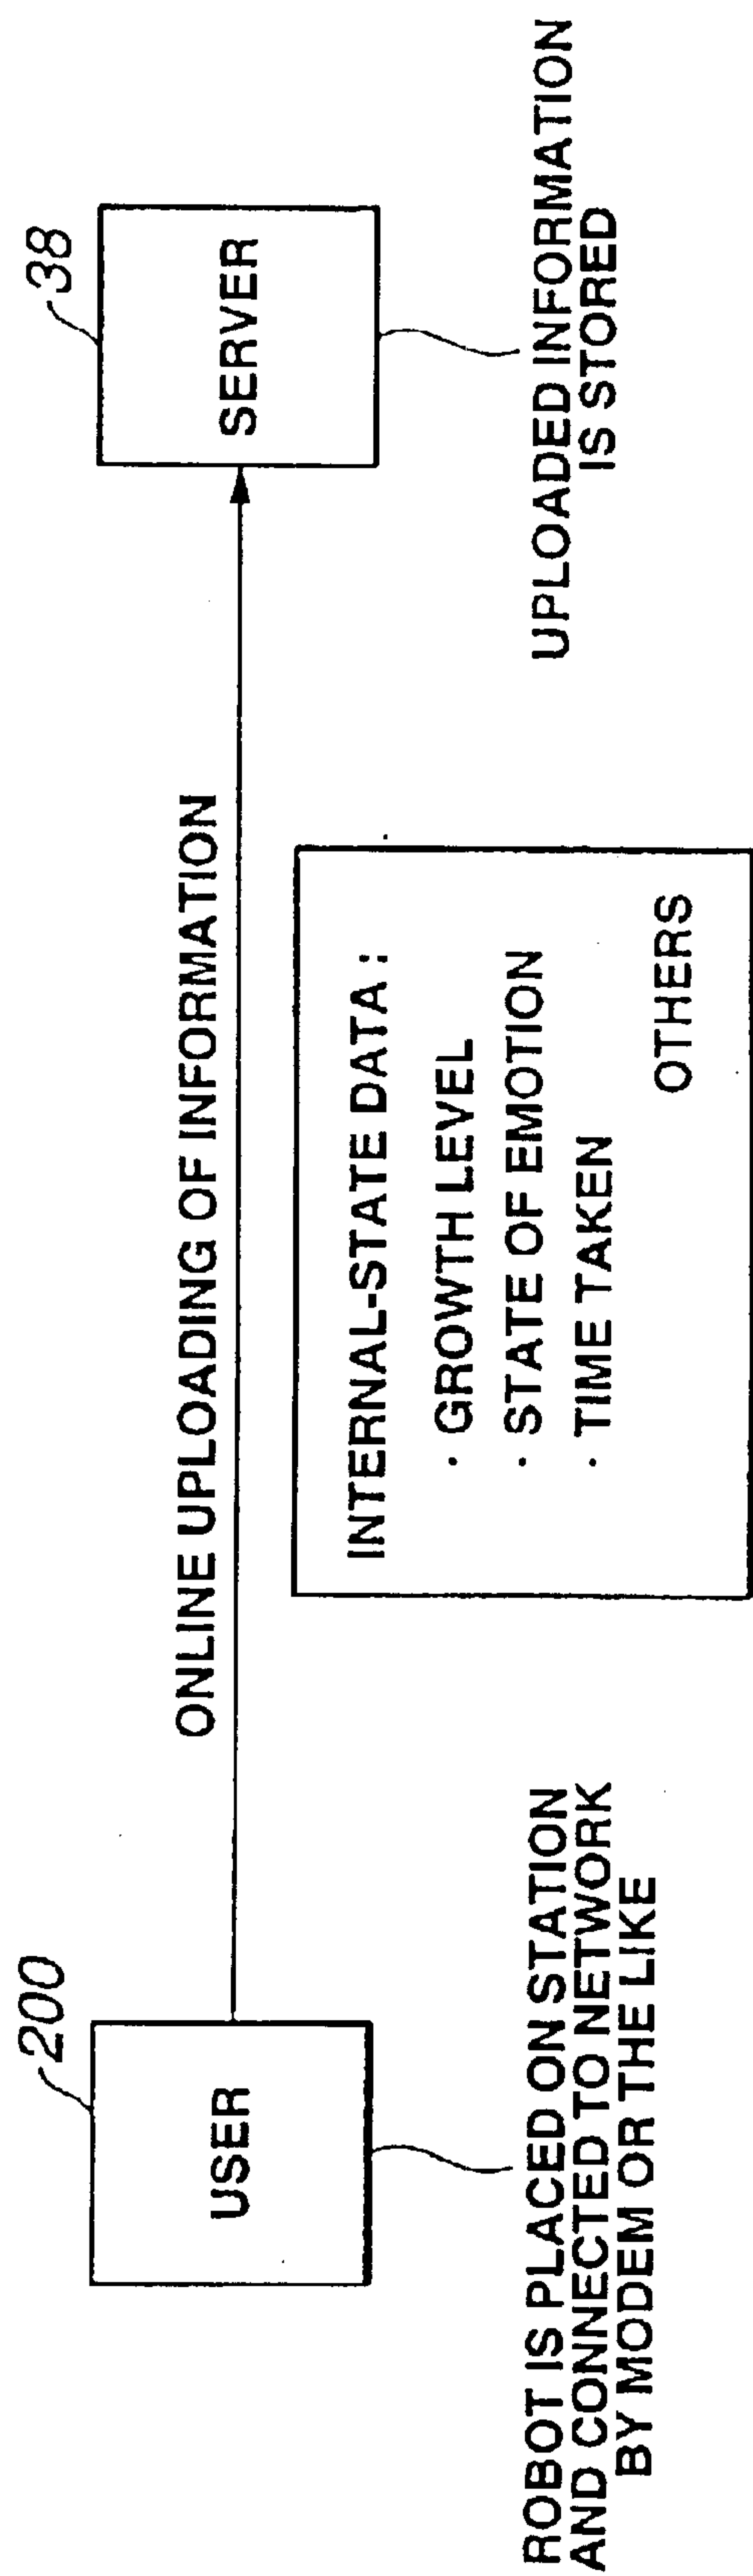 200
USER
ROBOT IS PLACED ON STATION
AND CONNECTED TO NETWORK
BY MODEM OR THE LIKE
ONLINE UPLOADING OF INFORMATION
INTERNAL-STATE DATA :
· GROWTH LEVEL
· STATE OF EMOTION
· TIME TAKEN
OTHERS
38
SERVER
UPLOADED INFORMATION
IS STORED